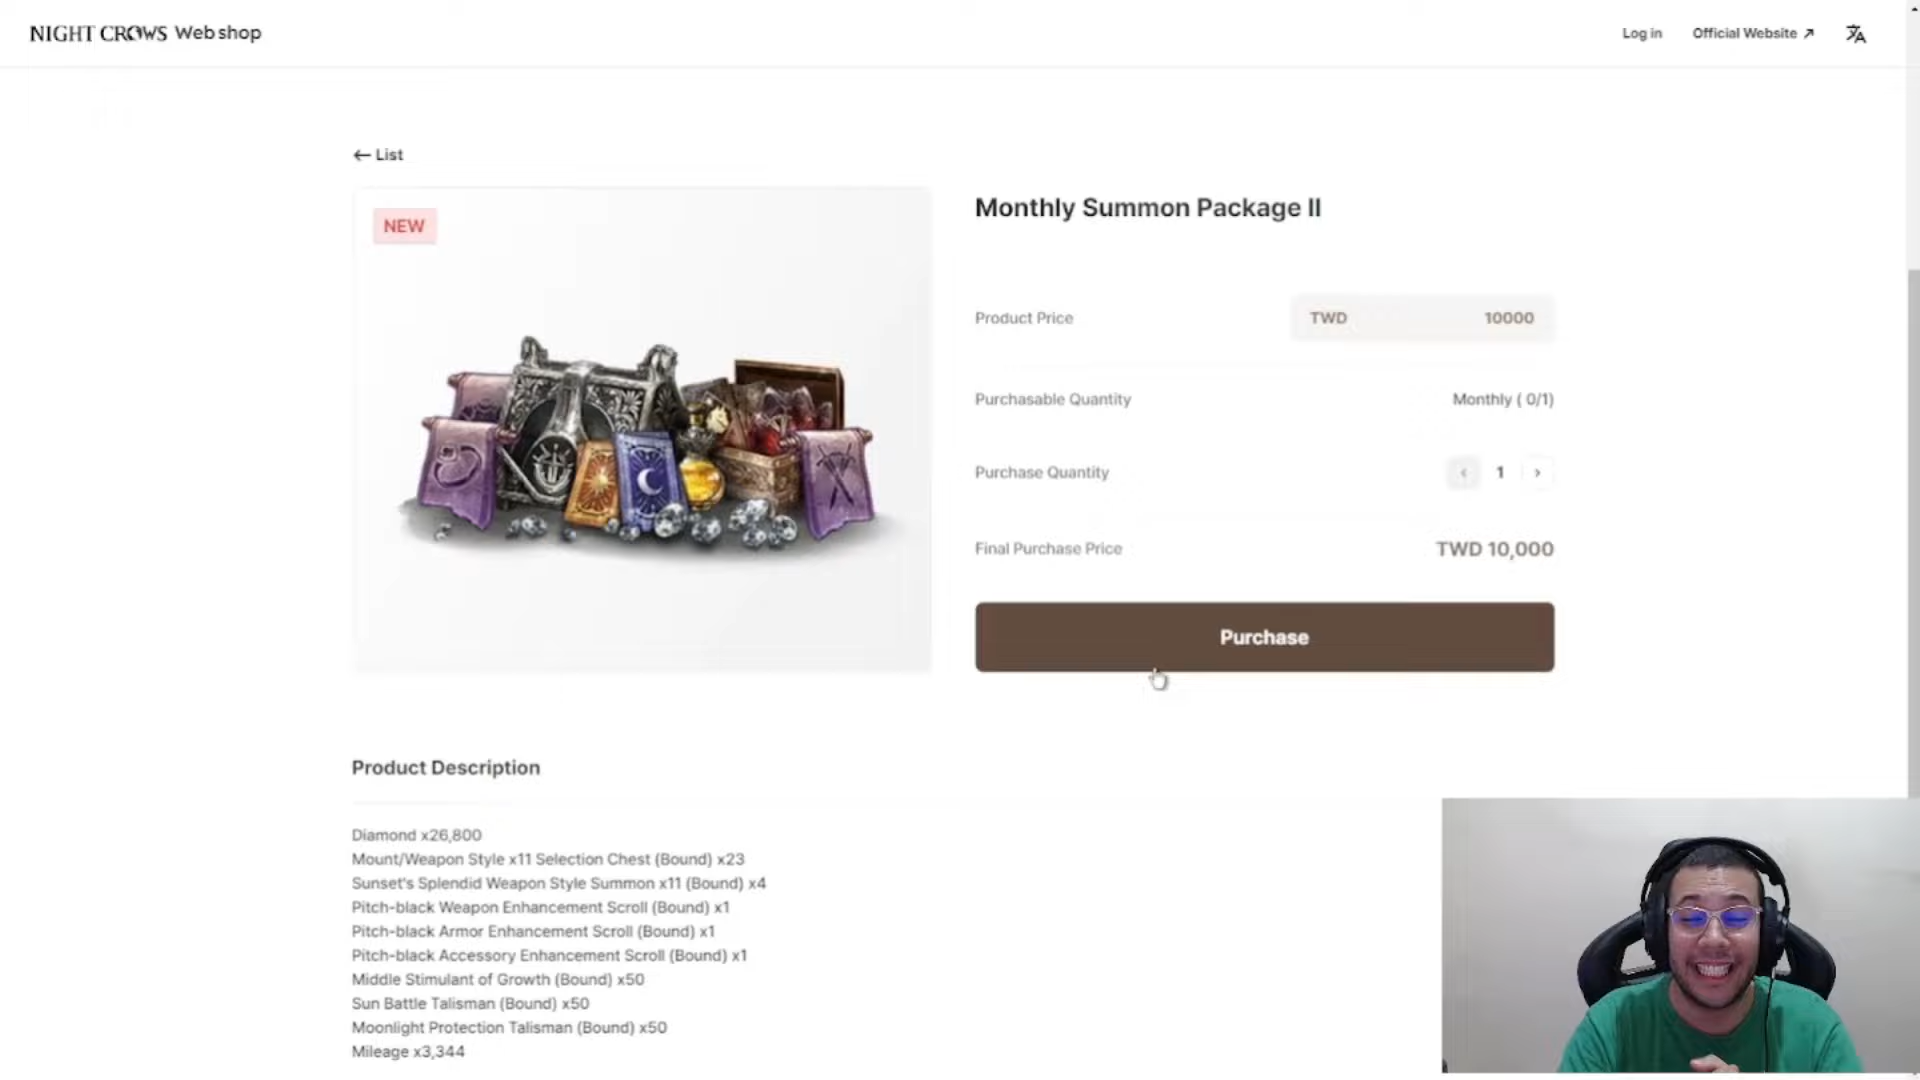 NIGHT CROWS Web shop
Log in
Official Website
← List
NEW
Monthly Summon Package II
Product Price
TWD 10000
Purchasable Quantity
Monthly ( 0/1)
Purchase Quantity
‹ 1 ›
Final Purchase Price
TWD 10,000
Purchase
Product Description
Diamond x26,800
Mount/Weapon Style x11 Selection Chest (Bound) x23
Sunset's Splendid Weapon Style Summon x11 (Bound) x4
Pitch-black Weapon Enhancement Scroll (Bound) x1
Pitch-black Armor Enhancement Scroll (Bound) x1
Pitch-black Accessory Enhancement Scroll (Bound) x1
Middle Stimulant of Growth (Bound) x50
Sun Battle Talisman (Bound) x50
Moonlight Protection Talisman (Bound) x50
Mileage x3,344